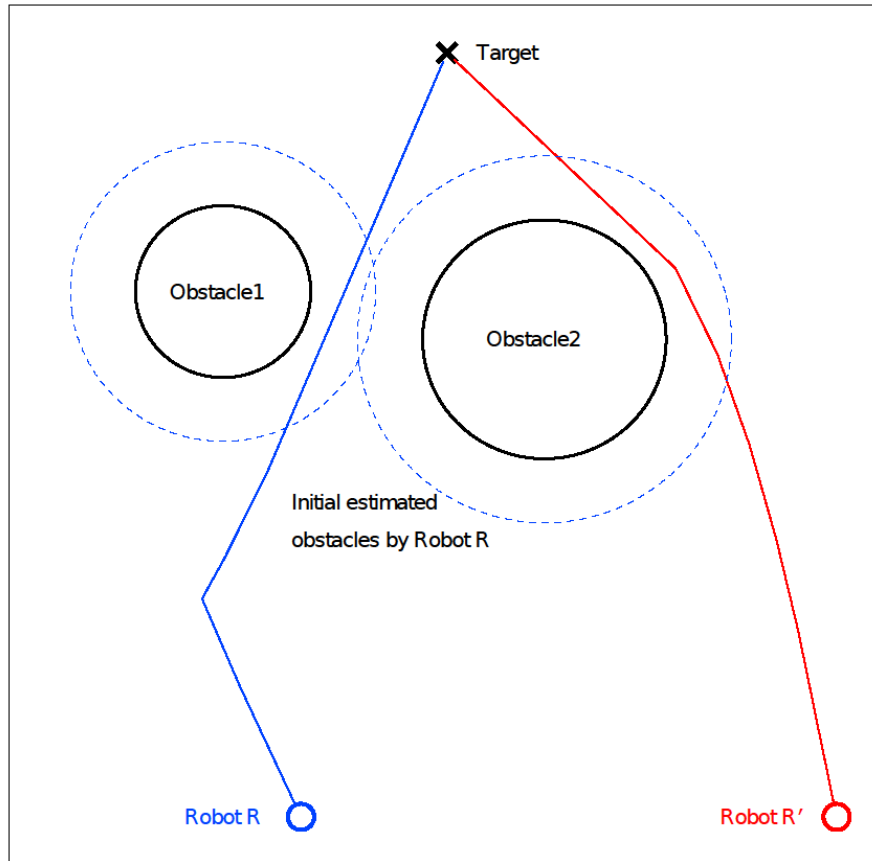 Target
Obstacle1
Obstacle2
Initial estimated
obstacles by Robot R
Robot R
Robot R′